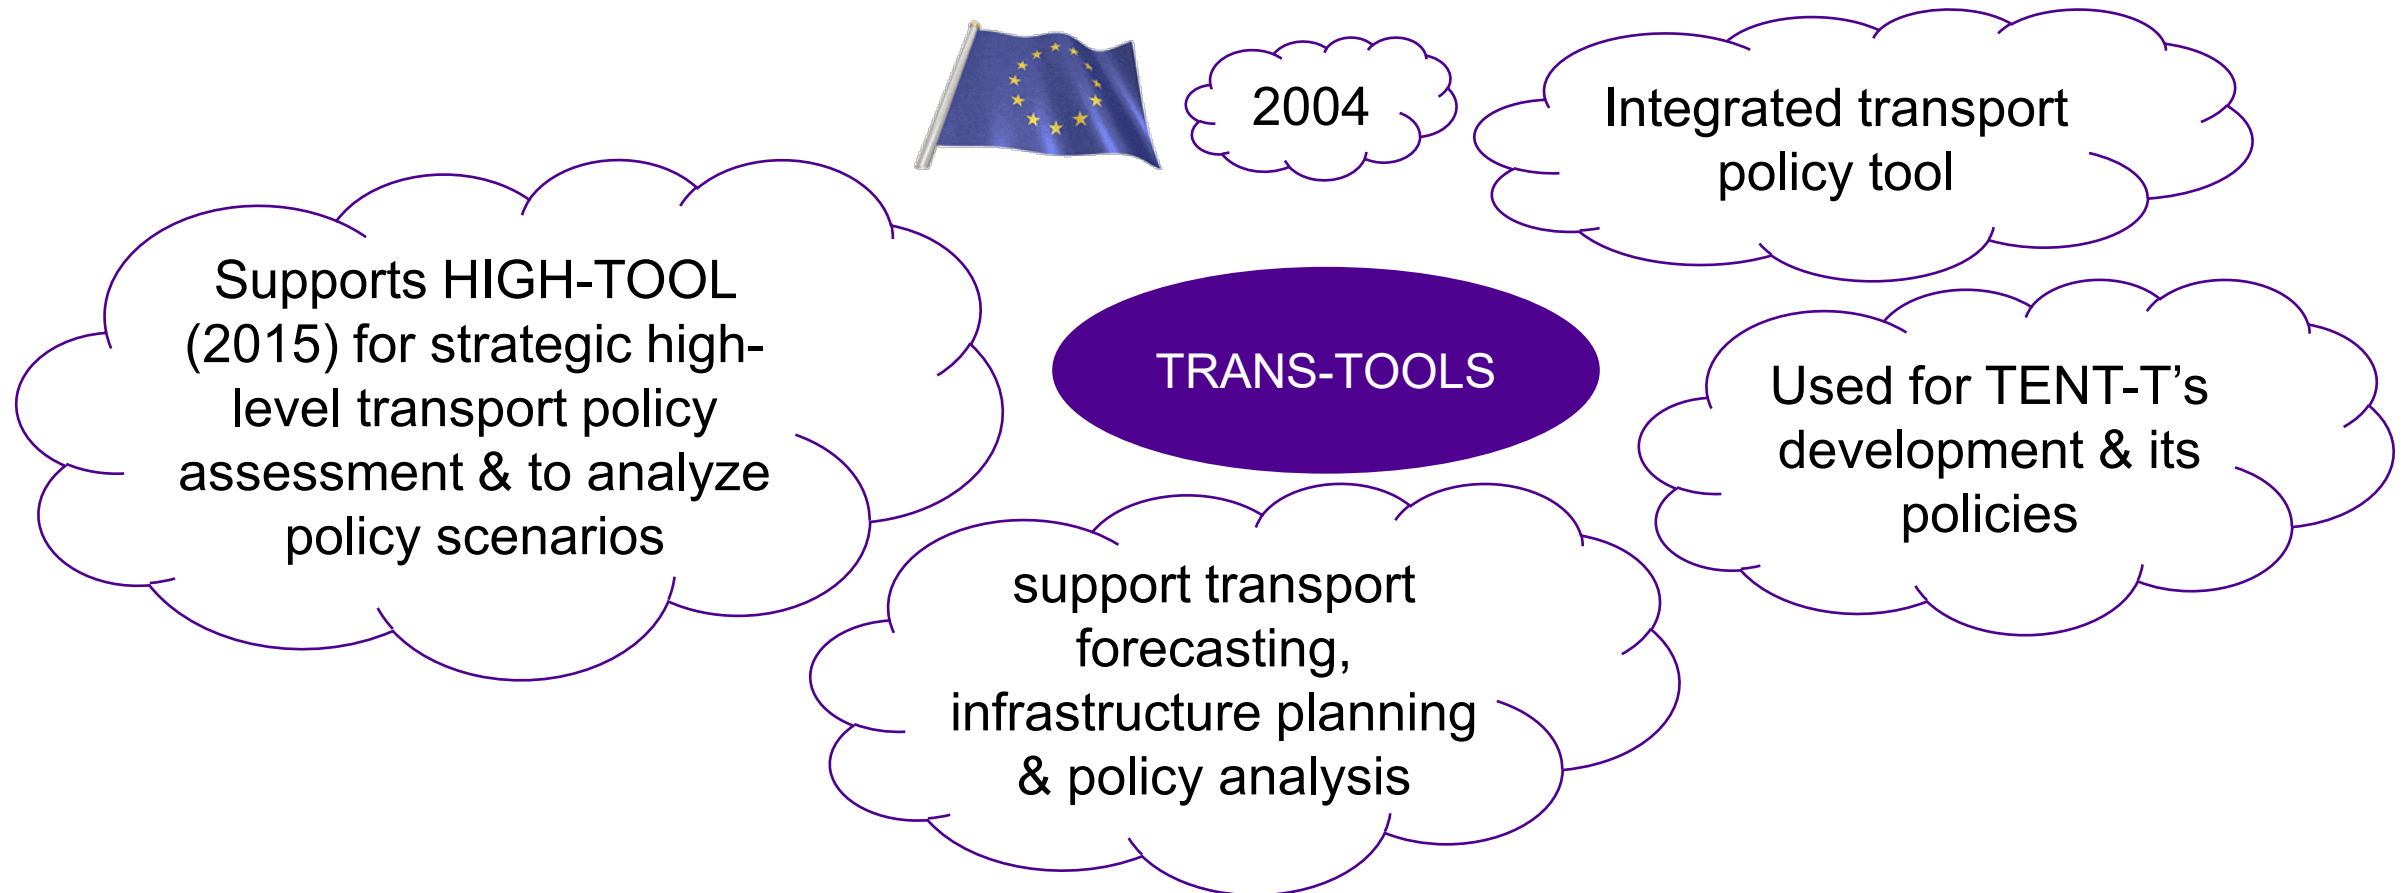 2004
Integrated transport
policy tool
Supports HIGH-TOOL
(2015) for strategic high-
level transport policy
assessment & to analyze
policy scenarios
TRANS-TOOLS
Used for TENT-T’s
development & its
policies
support transport
forecasting,
infrastructure planning
& policy analysis